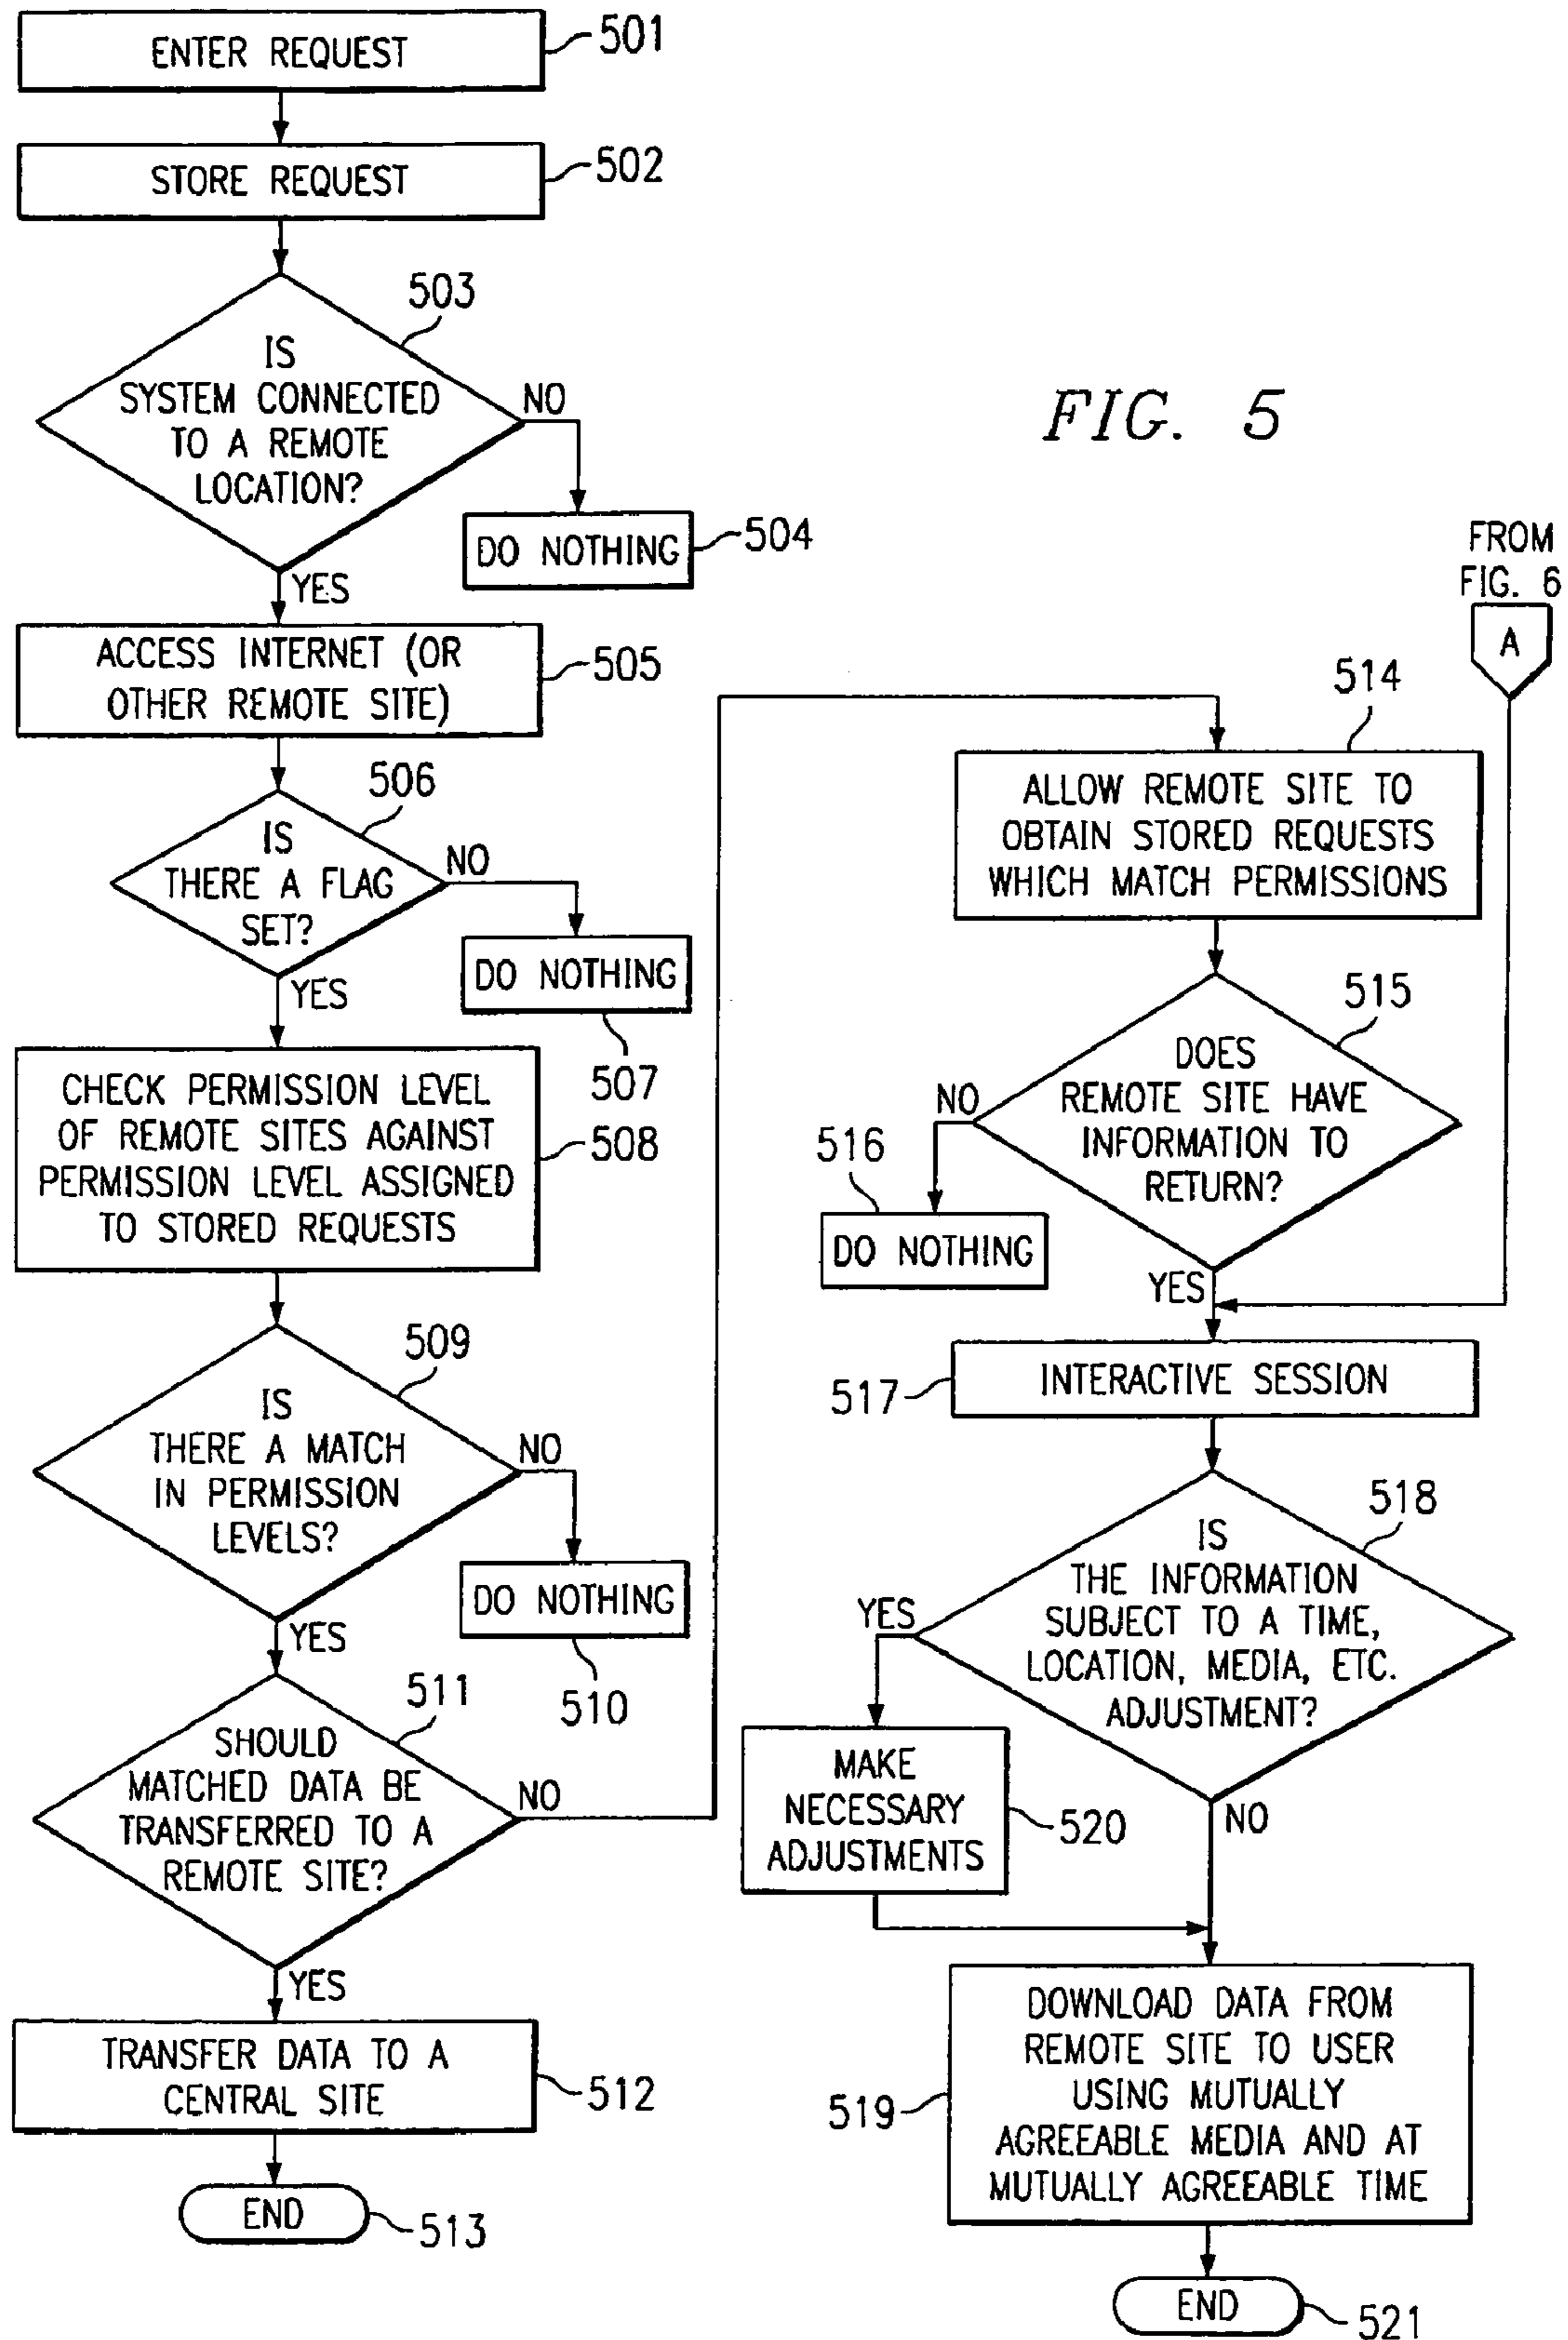 ENTER REQUEST
501
STORE REQUEST
502
503
IS
SYSTEM CONNECTED
TO A REMOTE
LOCATION?
NO
DO NOTHING
504
YES
ACCESS INTERNET (OR
OTHER REMOTE SITE)
505
506
IS
THERE A FLAG
SET?
NO
DO NOTHING
507
YES
CHECK PERMISSION LEVEL
OF REMOTE SITES AGAINST
PERMISSION LEVEL ASSIGNED
TO STORED REQUESTS
508
509
IS
THERE A MATCH
IN PERMISSION
LEVELS?
NO
DO NOTHING
510
YES
511
SHOULD
MATCHED DATA BE
TRANSFERRED TO A
REMOTE SITE?
NO
YES
TRANSFER DATA TO A
CENTRAL SITE
512
END
513
FIG. 5
FROM
FIG. 6
A
514
ALLOW REMOTE SITE TO
OBTAIN STORED REQUESTS
WHICH MATCH PERMISSIONS
515
DOES
REMOTE SITE HAVE
INFORMATION TO
RETURN?
NO
516
DO NOTHING
YES
INTERACTIVE SESSION
517
518
IS
THE INFORMATION
SUBJECT TO A TIME,
LOCATION, MEDIA, ETC.
ADJUSTMENT?
YES
MAKE
NECESSARY
ADJUSTMENTS
520
NO
DOWNLOAD DATA FROM
REMOTE SITE TO USER
USING MUTUALLY
AGREEABLE MEDIA AND AT
MUTUALLY AGREEABLE TIME
519
END
521